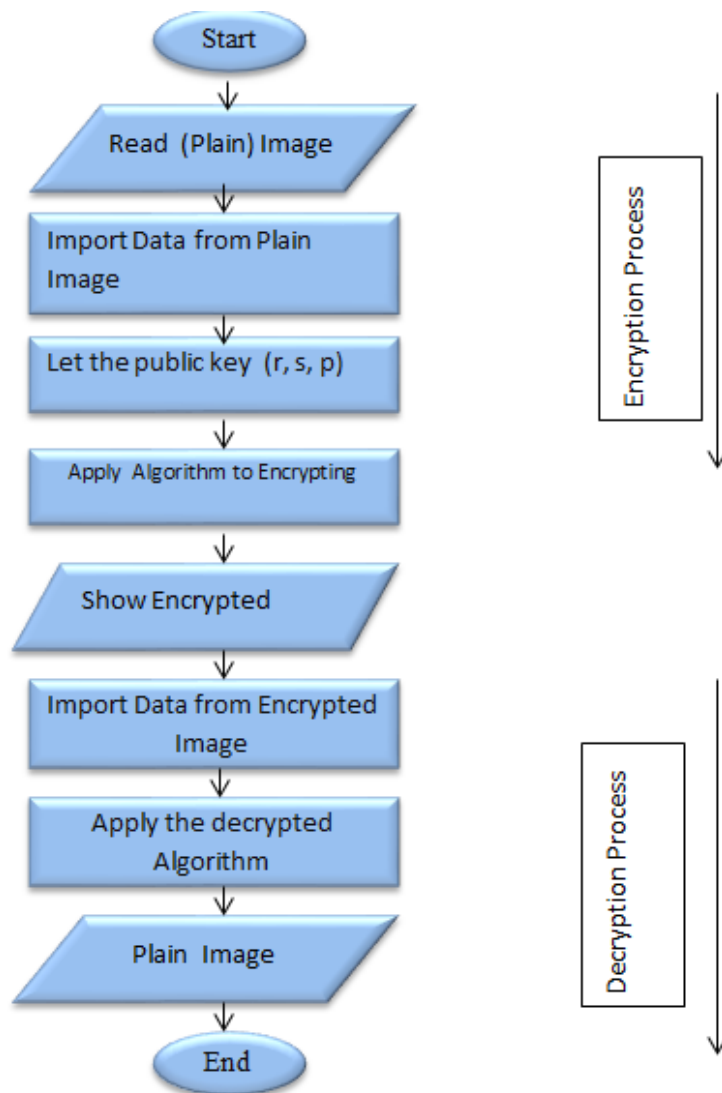 Start
Read (Plain) Image
Import Data from Plain
Image
Let the public key (r, s, p)
Apply Algorithm to Encrypting
Show Encrypted
Import Data from Encrypted
Image
Apply the decrypted
Algorithm
Plain Image
End
Encryption Process
Decryption Process